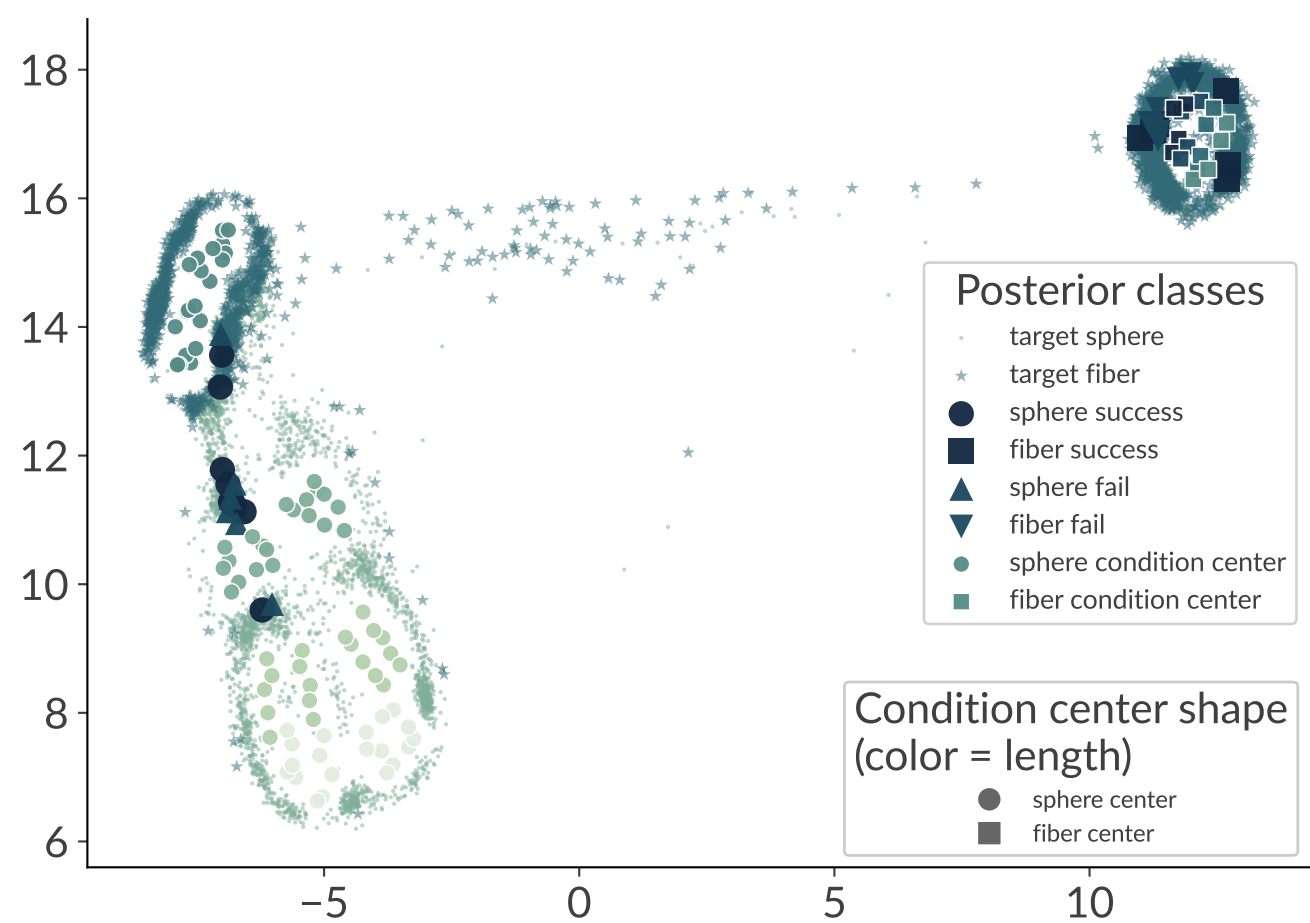 18
16
14
12
10
8
6
−5
0
5
10
Posterior classes
target sphere
target fiber
sphere success
fiber success
sphere fail
fiber fail
sphere condition center
fiber condition center
Condition center shape
(color = length)
sphere center
fiber center